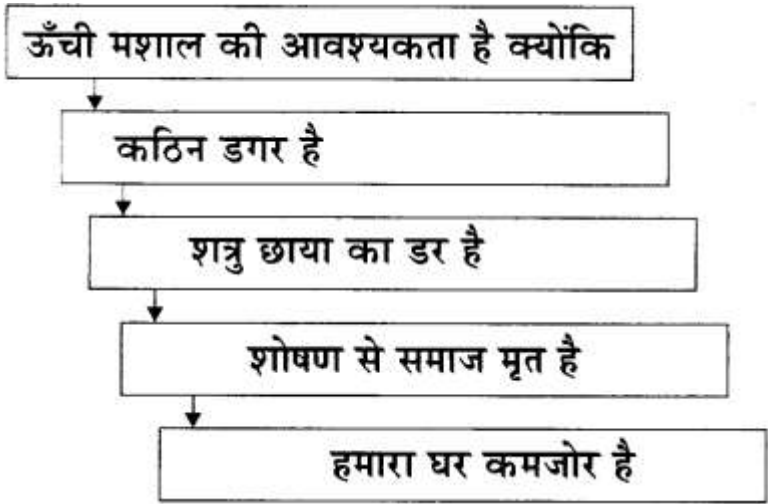 ऊँची मशाल की आवश्यकता है क्योंकि
कठिन डगर है
शत्रु छाया का डर है
शोषण से समाज मृत है
हमारा घर कमजोर है